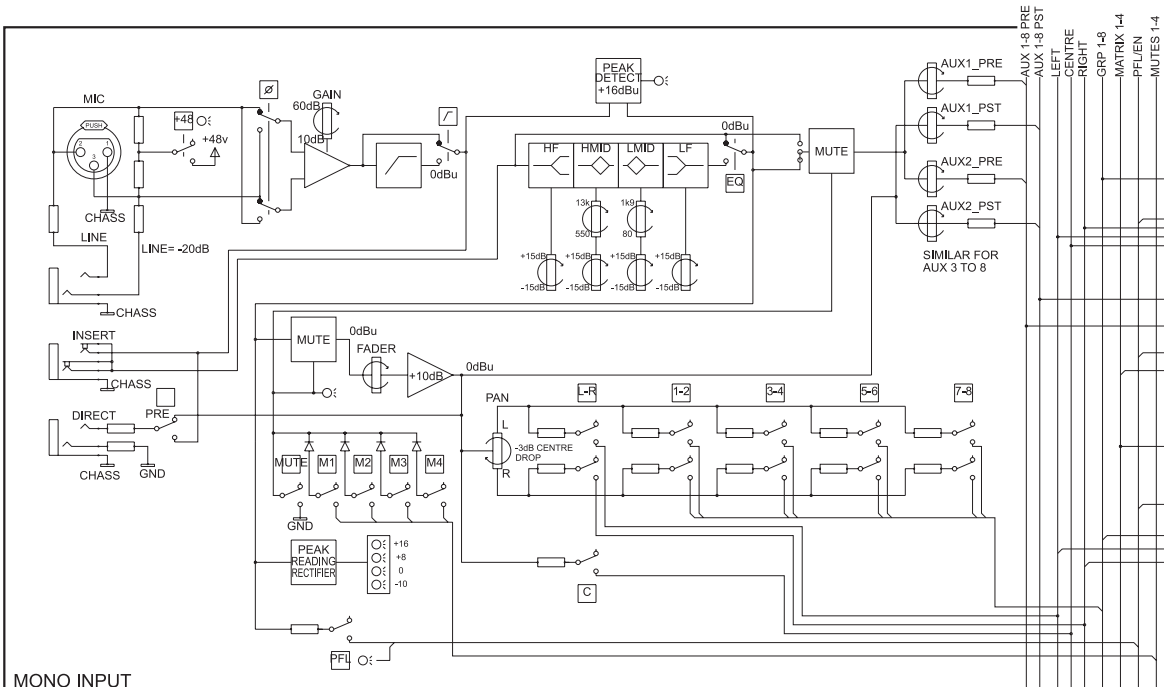 AUX 1-8 PRE
AUX 1-8 PST
LEFT
CENTRE
RIGHT
GRP 1-8
MATRIX 1-4
PFL/EN
MUTES 1-4
MIC
PUSH
2
1
3
CHASS
+48
+48v
ø
GAIN
60dB
10dB
0dBu
PEAK
DETECT
+16dBu
0dBu
HF
HMID
LMID
LF
EQ
MUTE
AUX1_PRE
AUX1_PST
AUX2_PRE
AUX2_PST
SIMILAR FOR
AUX 3 TO 8
13k
550
1k9
80
+15dB
-15dB
+15dB
-15dB
+15dB
-15dB
+15dB
-15dB
LINE
LINE= -20dB
CHASS
INSERT
CHASS
DIRECT
PRE
CHASS
GND
MUTE
0dBu
FADER
+10dB
0dBu
PAN
L
R
-3dB CENTRE
DROP
L-R
1-2
3-4
5-6
7-8
MUTE
M1
M2
M3
M4
GND
PEAK
READING
RECTIFIER
+16
+8
0
-10
C
PFL
MONO INPUT